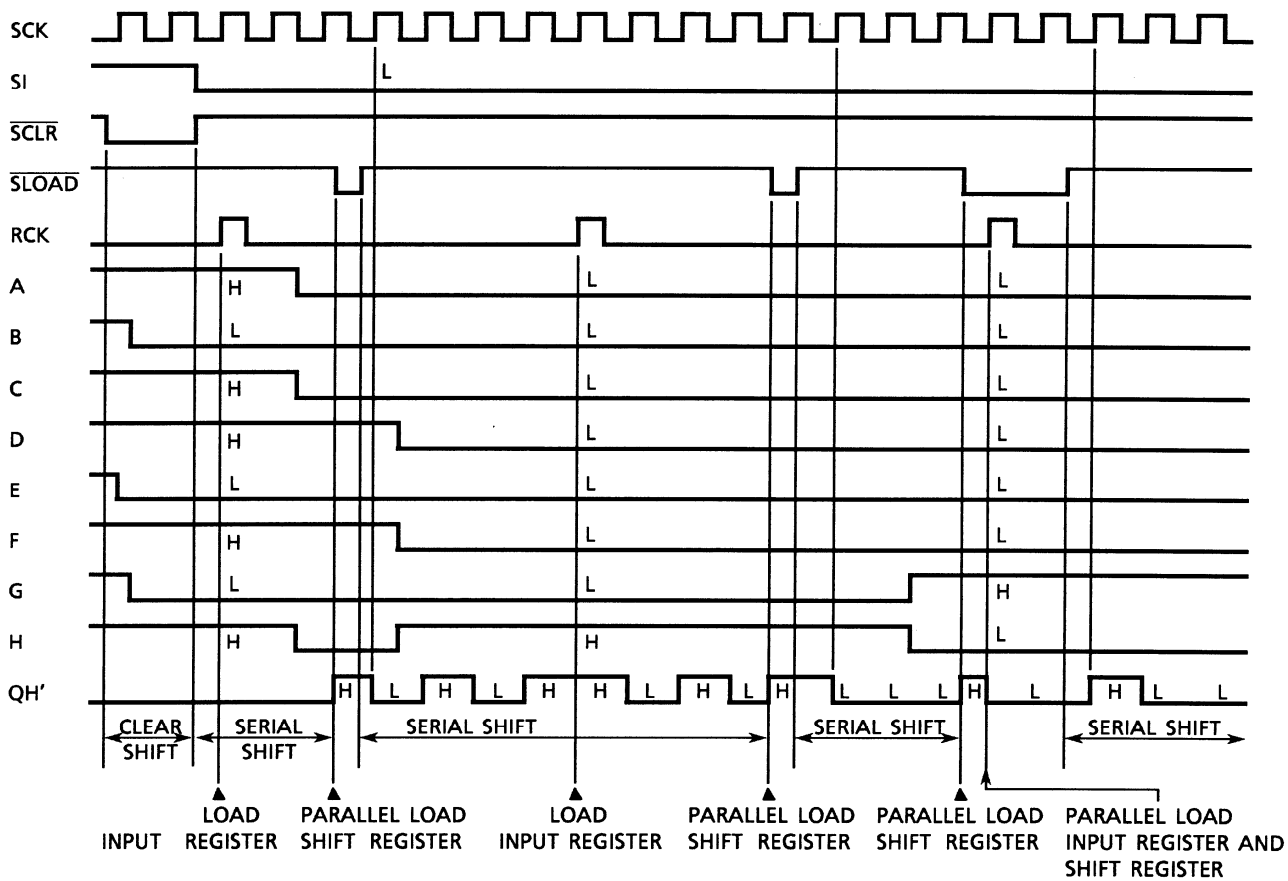 SCK
SI L
SCLR
SLOAD
RCK
A H L L
B L L L
C H L L
D H L L
E L L L
F H L L
G L L H
H H H L
QH' H L H L H H L H L H L L L H L H L L
CLEAR SHIFT SERIAL SHIFT SERIAL SHIFT SERIAL SHIFT SERIAL SHIFT
INPUT
LOAD
REGISTER
PARALLEL LOAD
SHIFT REGISTER
LOAD
INPUT REGISTER
PARALLEL LOAD
SHIFT REGISTER
PARALLEL LOAD
SHIFT REGISTER
PARALLEL LOAD
INPUT REGISTER AND
SHIFT REGISTER